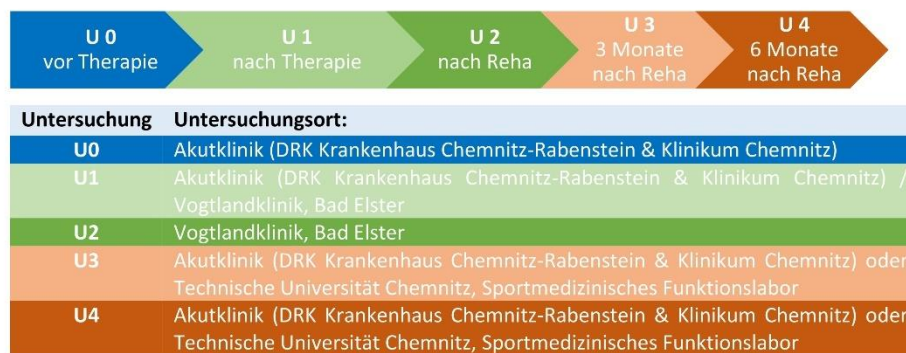 U 0
vor Therapie
U 1
nach Therapie
U 2
nach Reha
U 3
3 Monate
nach Reha
U 4
6 Monate
nach Reha
Untersuchung Untersuchungsort:
U0 Akutklinik (DRK Krankenhaus Chemnitz-Rabenstein & Klinikum Chemnitz)
U1 Akutklinik (DRK Krankenhaus Chemnitz-Rabenstein & Klinikum Chemnitz) /
Vogtlandklinik, Bad Elster
U2 Vogtlandklinik, Bad Elster
U3 Akutklinik (DRK Krankenhaus Chemnitz-Rabenstein & Klinikum Chemnitz) oder
Technische Universität Chemnitz, Sportmedizinisches Funktionslabor
U4 Akutklinik (DRK Krankenhaus Chemnitz-Rabenstein & Klinikum Chemnitz) oder
Technische Universität Chemnitz, Sportmedizinisches Funktionslabor